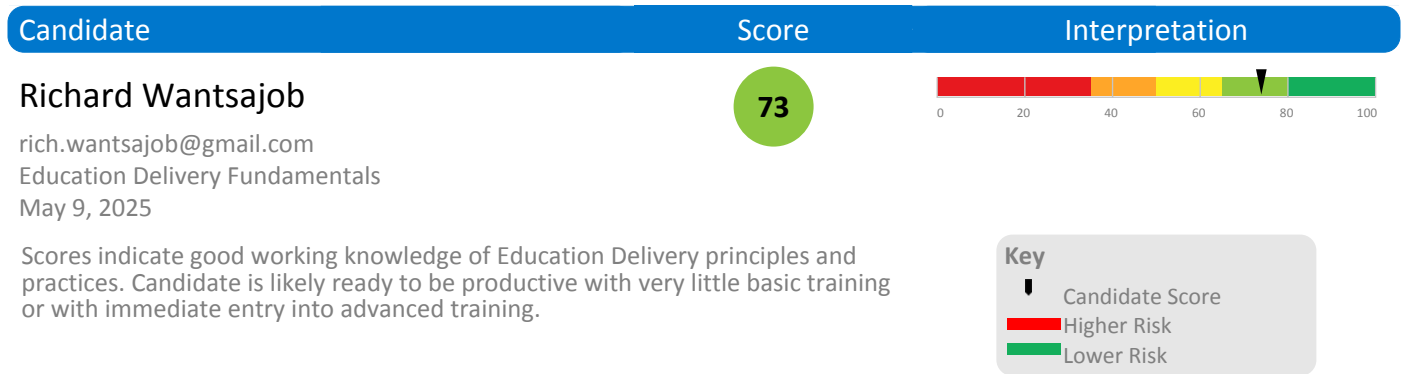 Candidate Score Interpretation
Richard Wantsajob
73
0 20 40 60 80 100
rich.wantsajob@gmail.com
Education Delivery Fundamentals
May 9, 2025
Scores indicate good working knowledge of Education Delivery principles and
practices. Candidate is likely ready to be productive with very little basic training
or with immediate entry into advanced training.
Key
Candidate Score
Higher Risk
Lower Risk